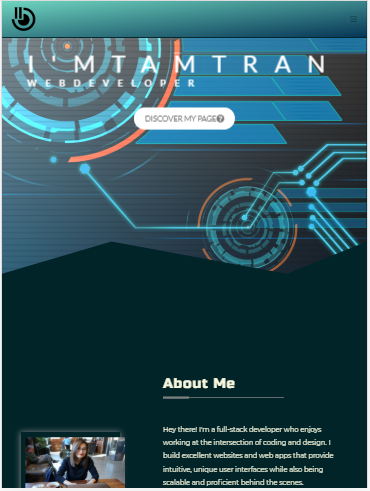 I'MTAMTRAN
WEBDEVELOPER
DISCOVER MY PAGE
About Me
Hey there! I'm a full-stack developer who enjoys
working at the intersection of coding and design. I
build excellent websites and web apps that provide
intuitive, unique user interfaces while also being
scalable and proficient behind the scenes.